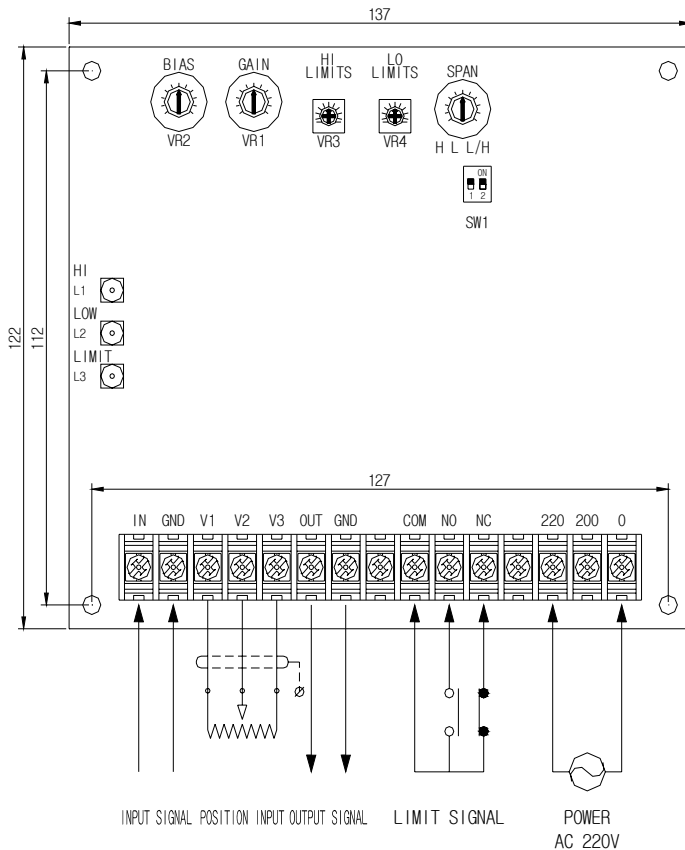 137
BIAS GAIN HI LIMITS LO LIMITS SPAN
VR2 VR1 VR3 VR4 H L L/H
ON
1 2
SW1
HI
L1
LOW
L2
LIMIT
L3
122
112
127
IN GND V1 V2 V3 OUT GND COM NO NC 220 200 0
INPUT SIGNAL POSITION INPUT OUTPUT SIGNAL LIMIT SIGNAL POWER
AC 220V